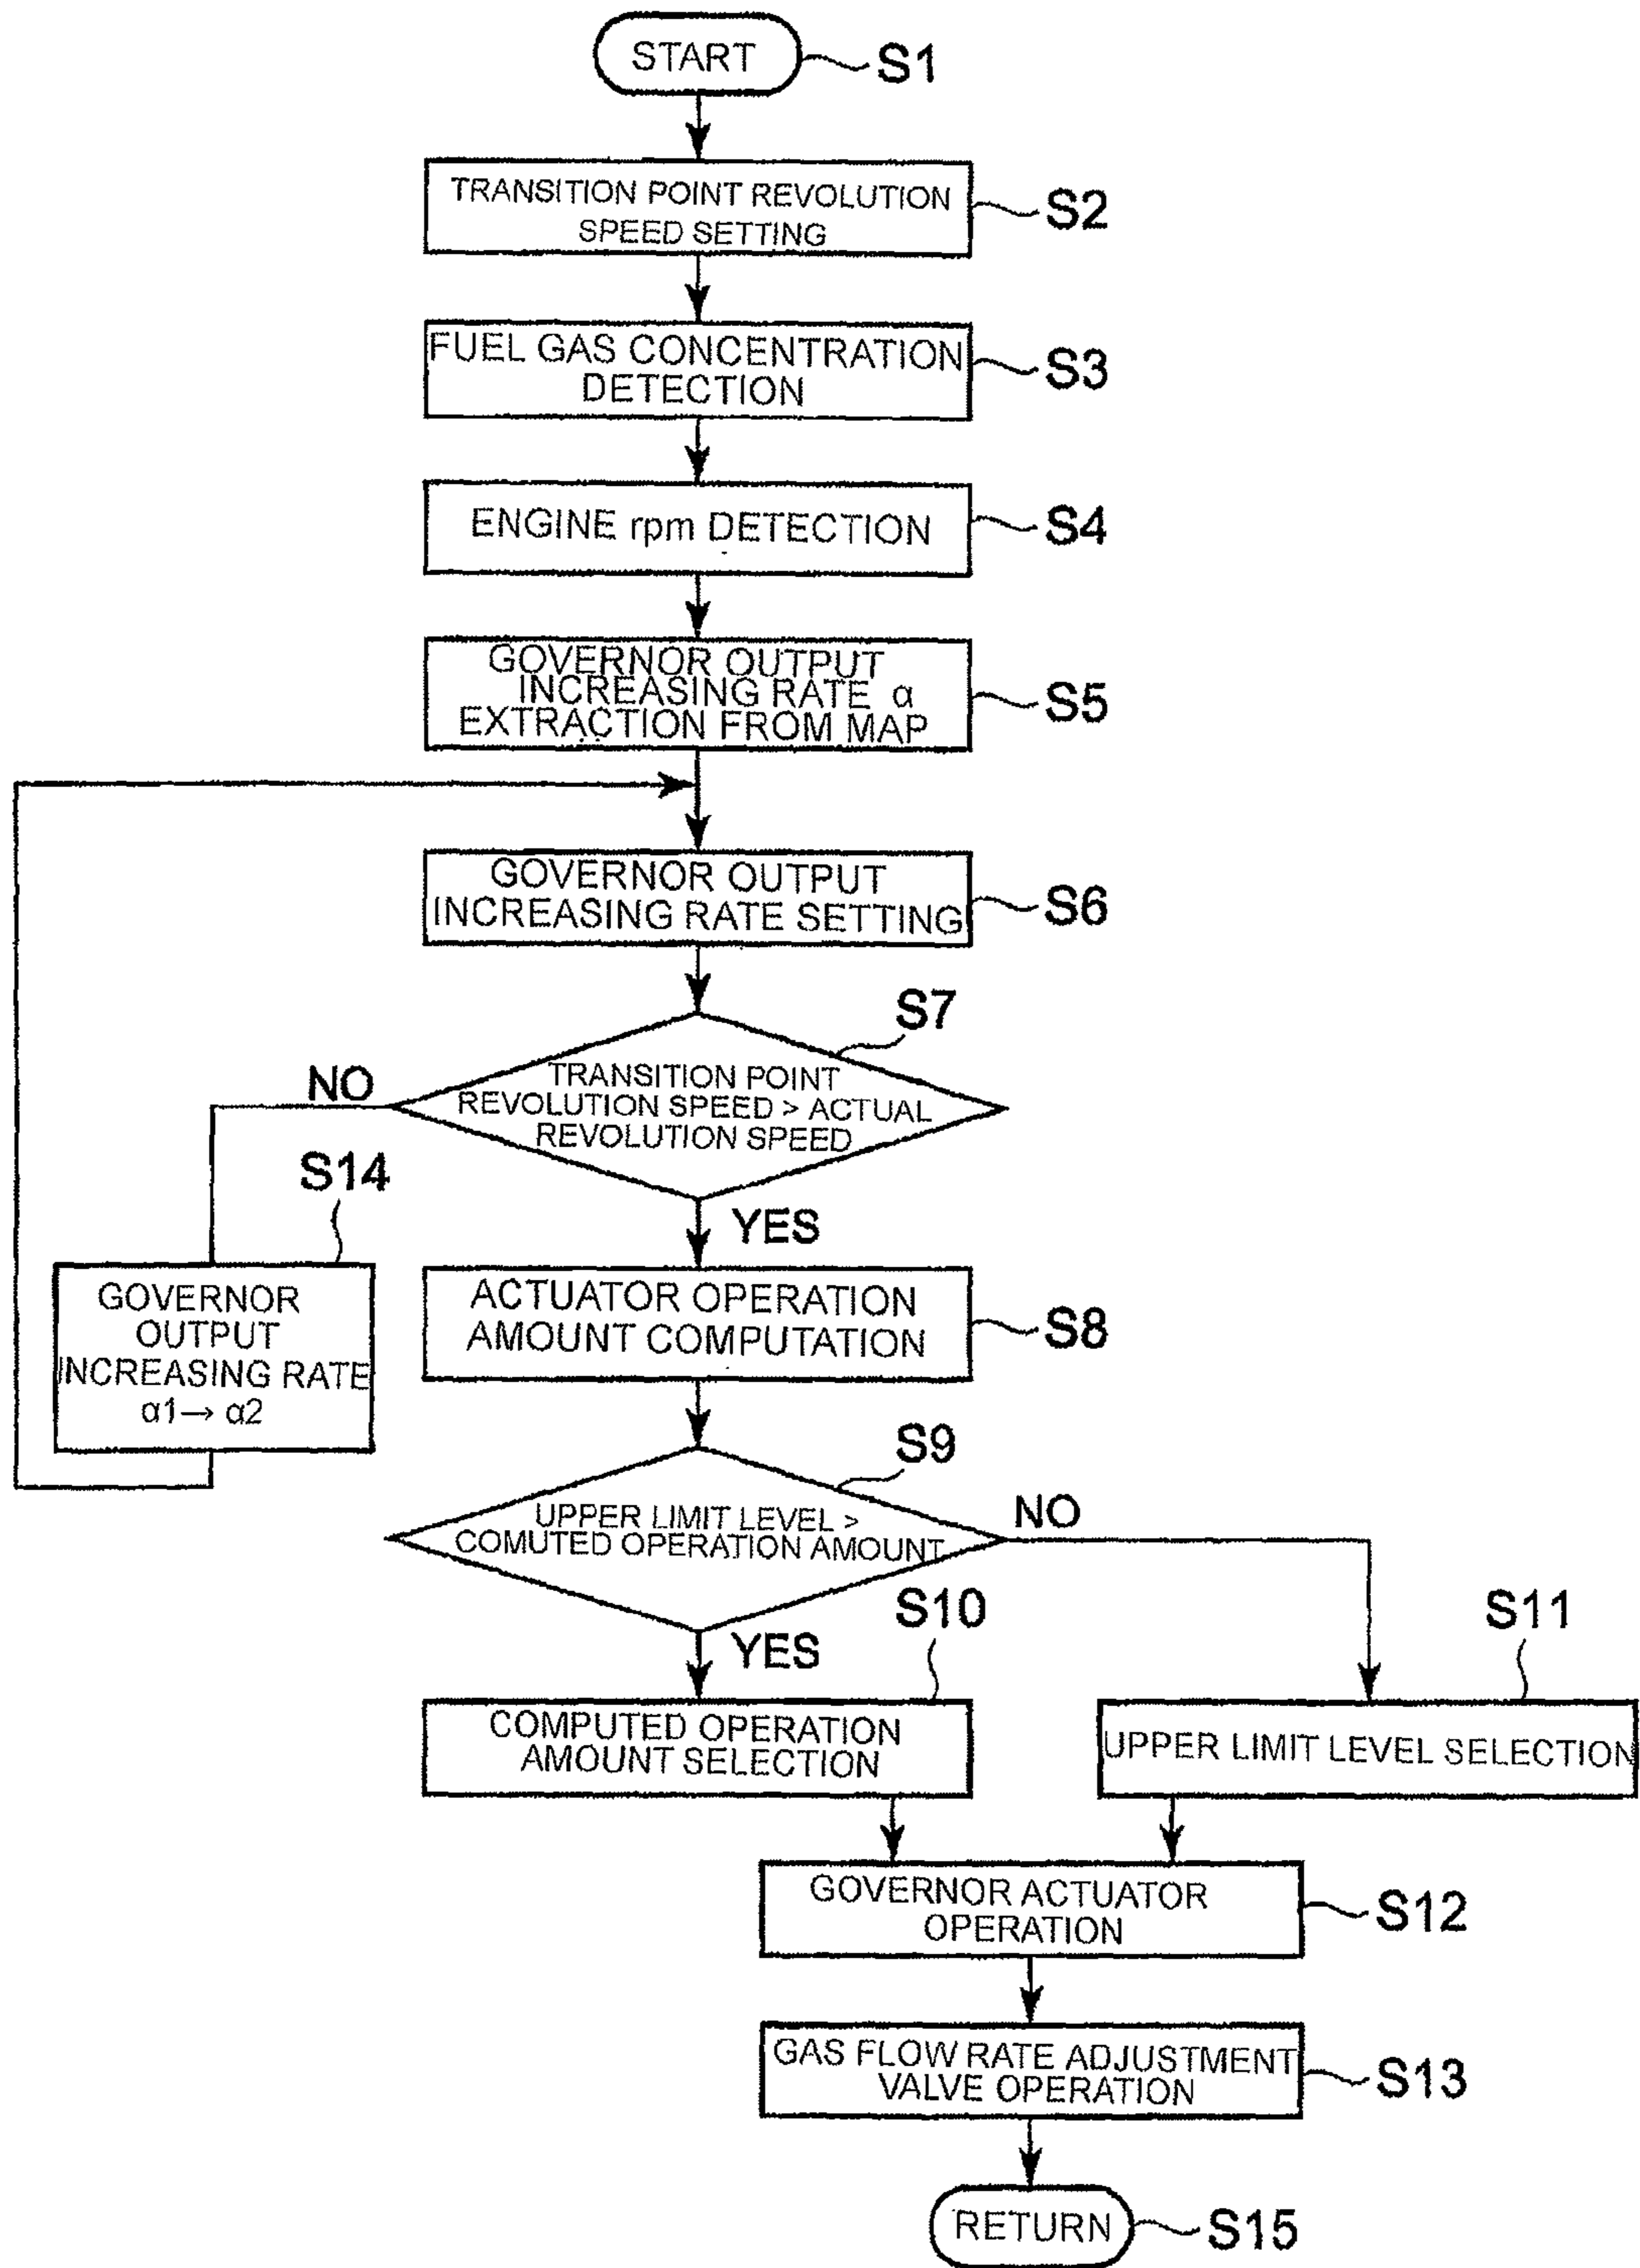 START
S1
TRANSITION POINT REVOLUTION
SPEED SETTING
S2
FUEL GAS CONCENTRATION
DETECTION
S3
ENGINE rpm DETECTION
S4
GOVERNOR OUTPUT
INCREASING RATE α
EXTRACTION FROM MAP
S5
GOVERNOR OUTPUT
INCREASING RATE SETTING
S6
S7
TRANSITION POINT
REVOLUTION SPEED > ACTUAL
REVOLUTION SPEED
NO
YES
S14
GOVERNOR
OUTPUT
INCREASING RATE
α1→ α2
ACTUATOR OPERATION
AMOUNT COMPUTATION
S8
S9
UPPER LIMIT LEVEL >
COMUTED OPERATION AMOUNT
NO
YES
S10
COMPUTED OPERATION
AMOUNT SELECTION
S11
UPPER LIMIT LEVEL SELECTION
GOVERNOR ACTUATOR
OPERATION
S12
GAS FLOW RATE ADJUSTMENT
VALVE OPERATION
S13
RETURN
S15